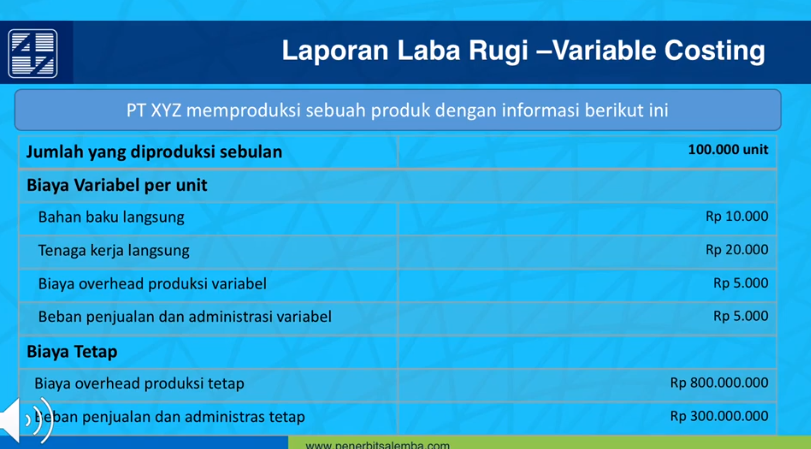 Laporan Laba Rugi –Variable Costing
PT XYZ memproduksi sebuah produk dengan informasi berikut ini
Jumlah yang diproduksi sebulan 100.000 unit
Biaya Variabel per unit
Bahan baku langsung Rp 10.000
Tenaga kerja langsung Rp 20.000
Biaya overhead produksi variabel Rp 5.000
Beban penjualan dan administrasi variabel Rp 5.000
Biaya Tetap
Biaya overhead produksi tetap Rp 800.000.000
Beban penjualan dan administras tetap Rp 300.000.000
www.penerbitsalemba.com